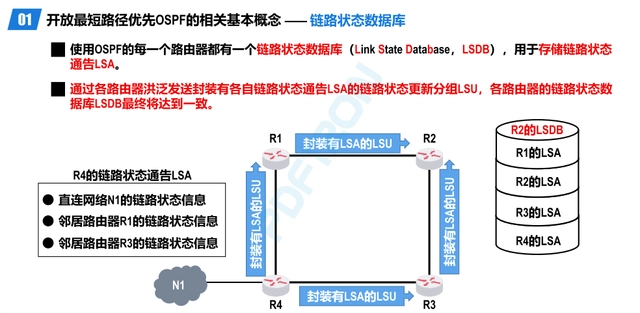 01 开放最短路径优先OSPF的相关基本概念 —— 链路状态数据库
使用OSPF的每一个路由器都有一个链路状态数据库（Link State Database，LSDB），用于存储链路状态
通告LSA。
通过各路由器洪泛发送封装有各自链路状态通告LSA的链路状态更新分组LSU，各路由器的链路状态数
据库LSDB最终将达到一致。
R1
封装有LSA的LSU
R2
R2的LSDB
R1的LSA
R2的LSA
R3的LSA
R4的LSA
R4的链路状态通告LSA
直连网络N1的链路状态信息
邻居路由器R1的链路状态信息
邻居路由器R3的链路状态信息
封装有LSA的LSU
封装有LSA的LSU
PDFTRON
N1
封装有LSA的LSU
R4
R3